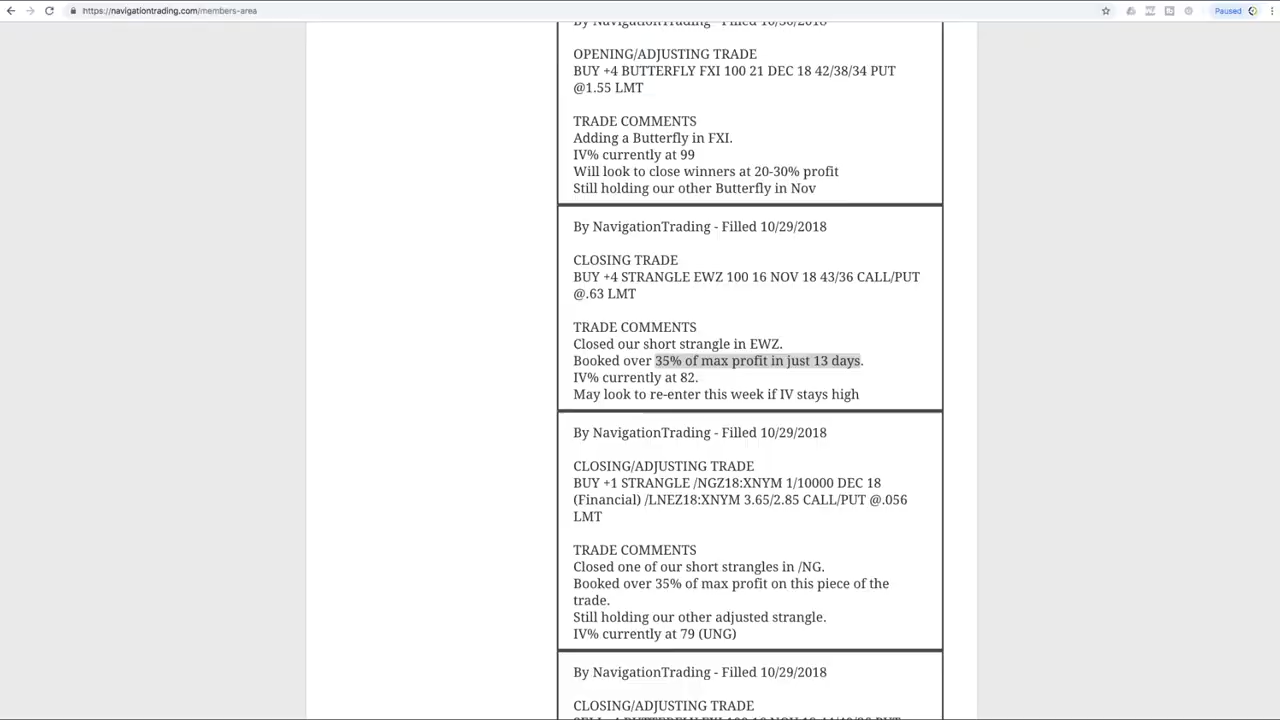 https://navigationtrading.com/members-area
Paused
By NavigationTrading - Filled 10/30/2018
OPENING/ADJUSTING TRADE
BUY +4 BUTTERFLY FXI 100 21 DEC 18 42/38/34 PUT
@1.55 LMT
TRADE COMMENTS
Adding a Butterfly in FXI.
IV% currently at 99
Will look to close winners at 20-30% profit
Still holding our other Butterfly in Nov
By NavigationTrading - Filled 10/29/2018
CLOSING TRADE
BUY +4 STRANGLE EWZ 100 16 NOV 18 43/36 CALL/PUT
@.63 LMT
TRADE COMMENTS
Closed our short strangle in EWZ.
Booked over 35% of max profit in just 13 days.
IV% currently at 82.
May look to re-enter this week if IV stays high
By NavigationTrading - Filled 10/29/2018
CLOSING/ADJUSTING TRADE
BUY +1 STRANGLE /NGZ18:XNYM 1/10000 DEC 18
(Financial) /LNEZ18:XNYM 3.65/2.85 CALL/PUT @.056
LMT
TRADE COMMENTS
Closed one of our short strangles in /NG.
Booked over 35% of max profit on this piece of the
trade.
Still holding our other adjusted strangle.
IV% currently at 79 (UNG)
By NavigationTrading - Filled 10/29/2018
CLOSING/ADJUSTING TRADE